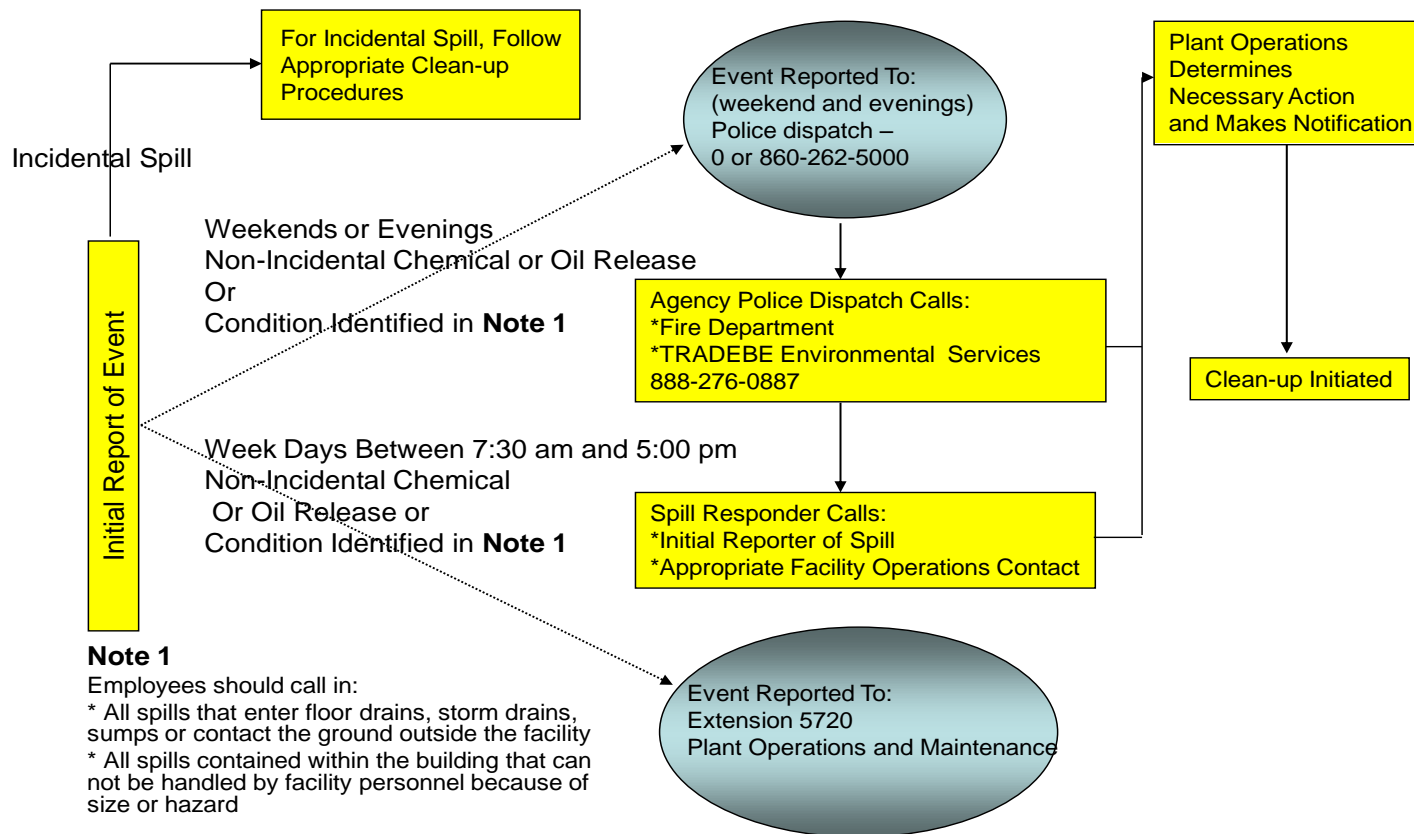 For Incidental Spill, Follow
Appropriate Clean-up
Procedures
Event Reported To:
(weekend and evenings)
Police dispatch –
0 or 860-262-5000
Plant Operations
Determines
Necessary Action
and Makes Notification
Incidental Spill
Weekends or Evenings
Non-Incidental Chemical or Oil Release
Or
Condition Identified in Note 1
Initial Report of Event
Agency Police Dispatch Calls:
*Fire Department
*TRADEBE Environmental Services
888-276-0887
Clean-up Initiated
Week Days Between 7:30 am and 5:00 pm
Non-Incidental Chemical
Or Oil Release or
Condition Identified in Note 1
Spill Responder Calls:
*Initial Reporter of Spill
*Appropriate Facility Operations Contact
Note 1
Employees should call in:
* All spills that enter floor drains, storm drains,
sumps or contact the ground outside the facility
* All spills contained within the building that can
not be handled by facility personnel because of
size or hazard
Event Reported To:
Extension 5720
Plant Operations and Maintenance